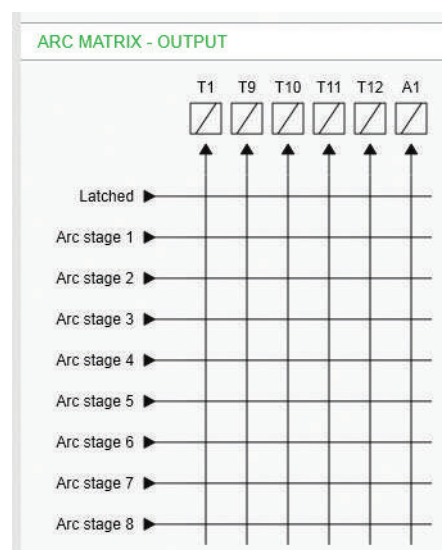 ARC MATRIX - OUTPUT
T1 T9 T10 T11 T12 A1
Latched
Arc stage 1
Arc stage 2
Arc stage 3
Arc stage 4
Arc stage 5
Arc stage 6
Arc stage 7
Arc stage 8